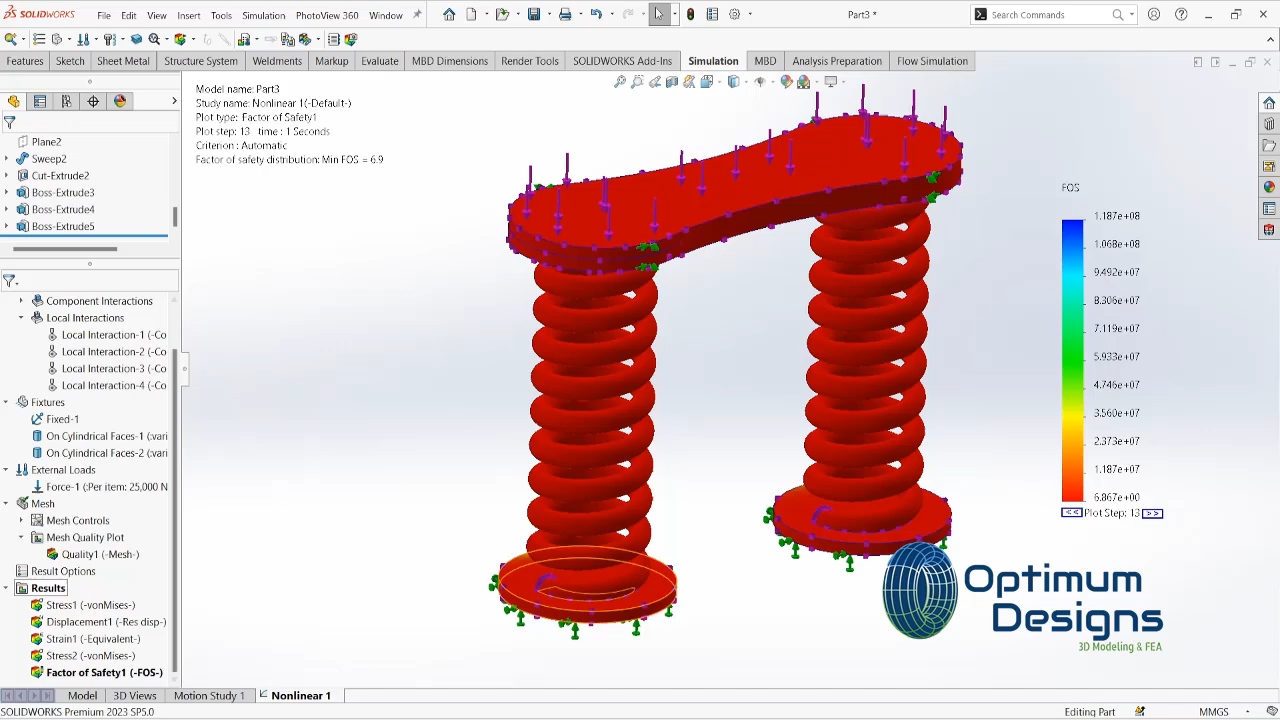 SOLIDWORKS
File Edit View Insert Tools Simulation PhotoView 360 Window
Part3 *
Search Commands
Features Sketch Sheet Metal Structure System Weldments Markup Evaluate MBD Dimensions Render Tools SOLIDWORKS Add-Ins Simulation MBD Analysis Preparation Flow Simulation
Plane2
Sweep2
Cut-Extrude2
Boss-Extrude3
Boss-Extrude4
Boss-Extrude5
Component Interactions
Local Interactions
Local Interaction-1 (-Co
Local Interaction-2 (-Co
Local Interaction-3 (-Co
Local Interaction-4 (-Co
Fixtures
Fixed-1
On Cylindrical Faces-1 (:vari
On Cylindrical Faces-2 (:vari
External Loads
Force-1 (:Per item: 25,000 N
Mesh
Mesh Controls
Mesh Quality Plot
Quality1 (-Mesh-)
Result Options
Results
Stress1 (-vonMises-)
Displacement1 (-Res disp-)
Strain1 (-Equivalent-)
Stress2 (-vonMises-)
Factor of Safety1 (-FOS-)
Model name: Part3
Study name: Nonlinear 1(-Default-)
Plot type: Factor of Safety1
Plot step: 13 time : 1 Seconds
Criterion : Automatic
Factor of safety distribution: Min FOS = 6.9
FOS
1.187e+08
1.068e+08
9.492e+07
8.306e+07
7.119e+07
5.933e+07
4.746e+07
3.560e+07
2.373e+07
1.187e+07
6.867e+00
<< Plot Step: 13 >>
Optimum
Designs
3D Modeling & FEA
Model 3D Views Motion Study 1 Nonlinear 1
SOLIDWORKS Premium 2023 SP5.0
Editing Part
MMGS